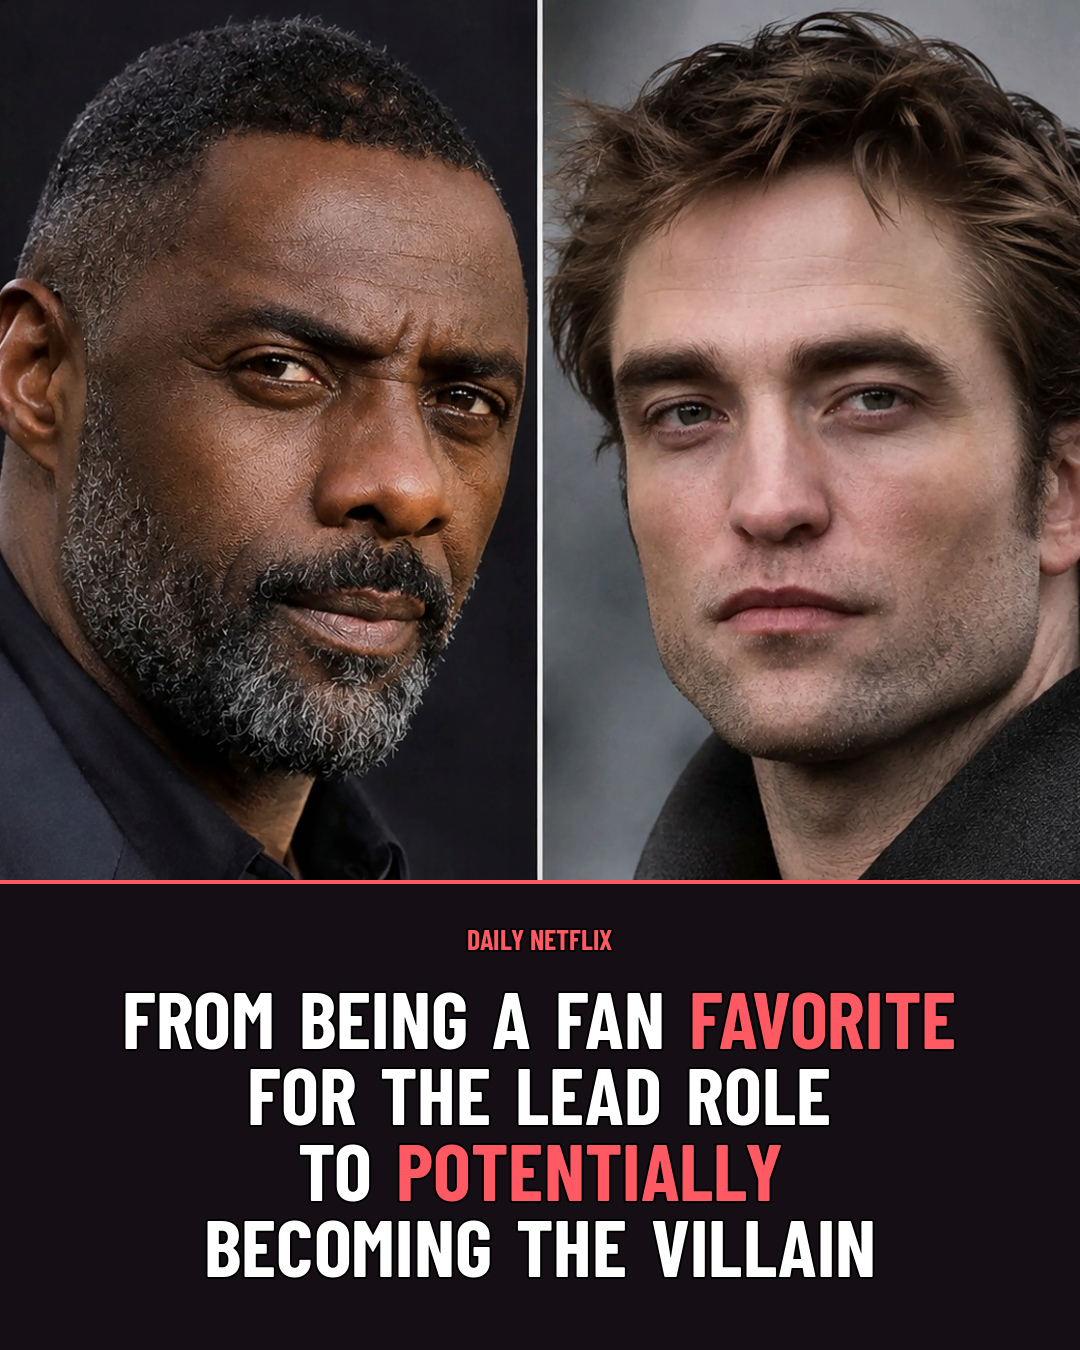 DAILY NETFLIX
FROM BEING A FAN FAVORITE
FOR THE LEAD ROLE
TO POTENTIALLY
BECOMING THE VILLAIN